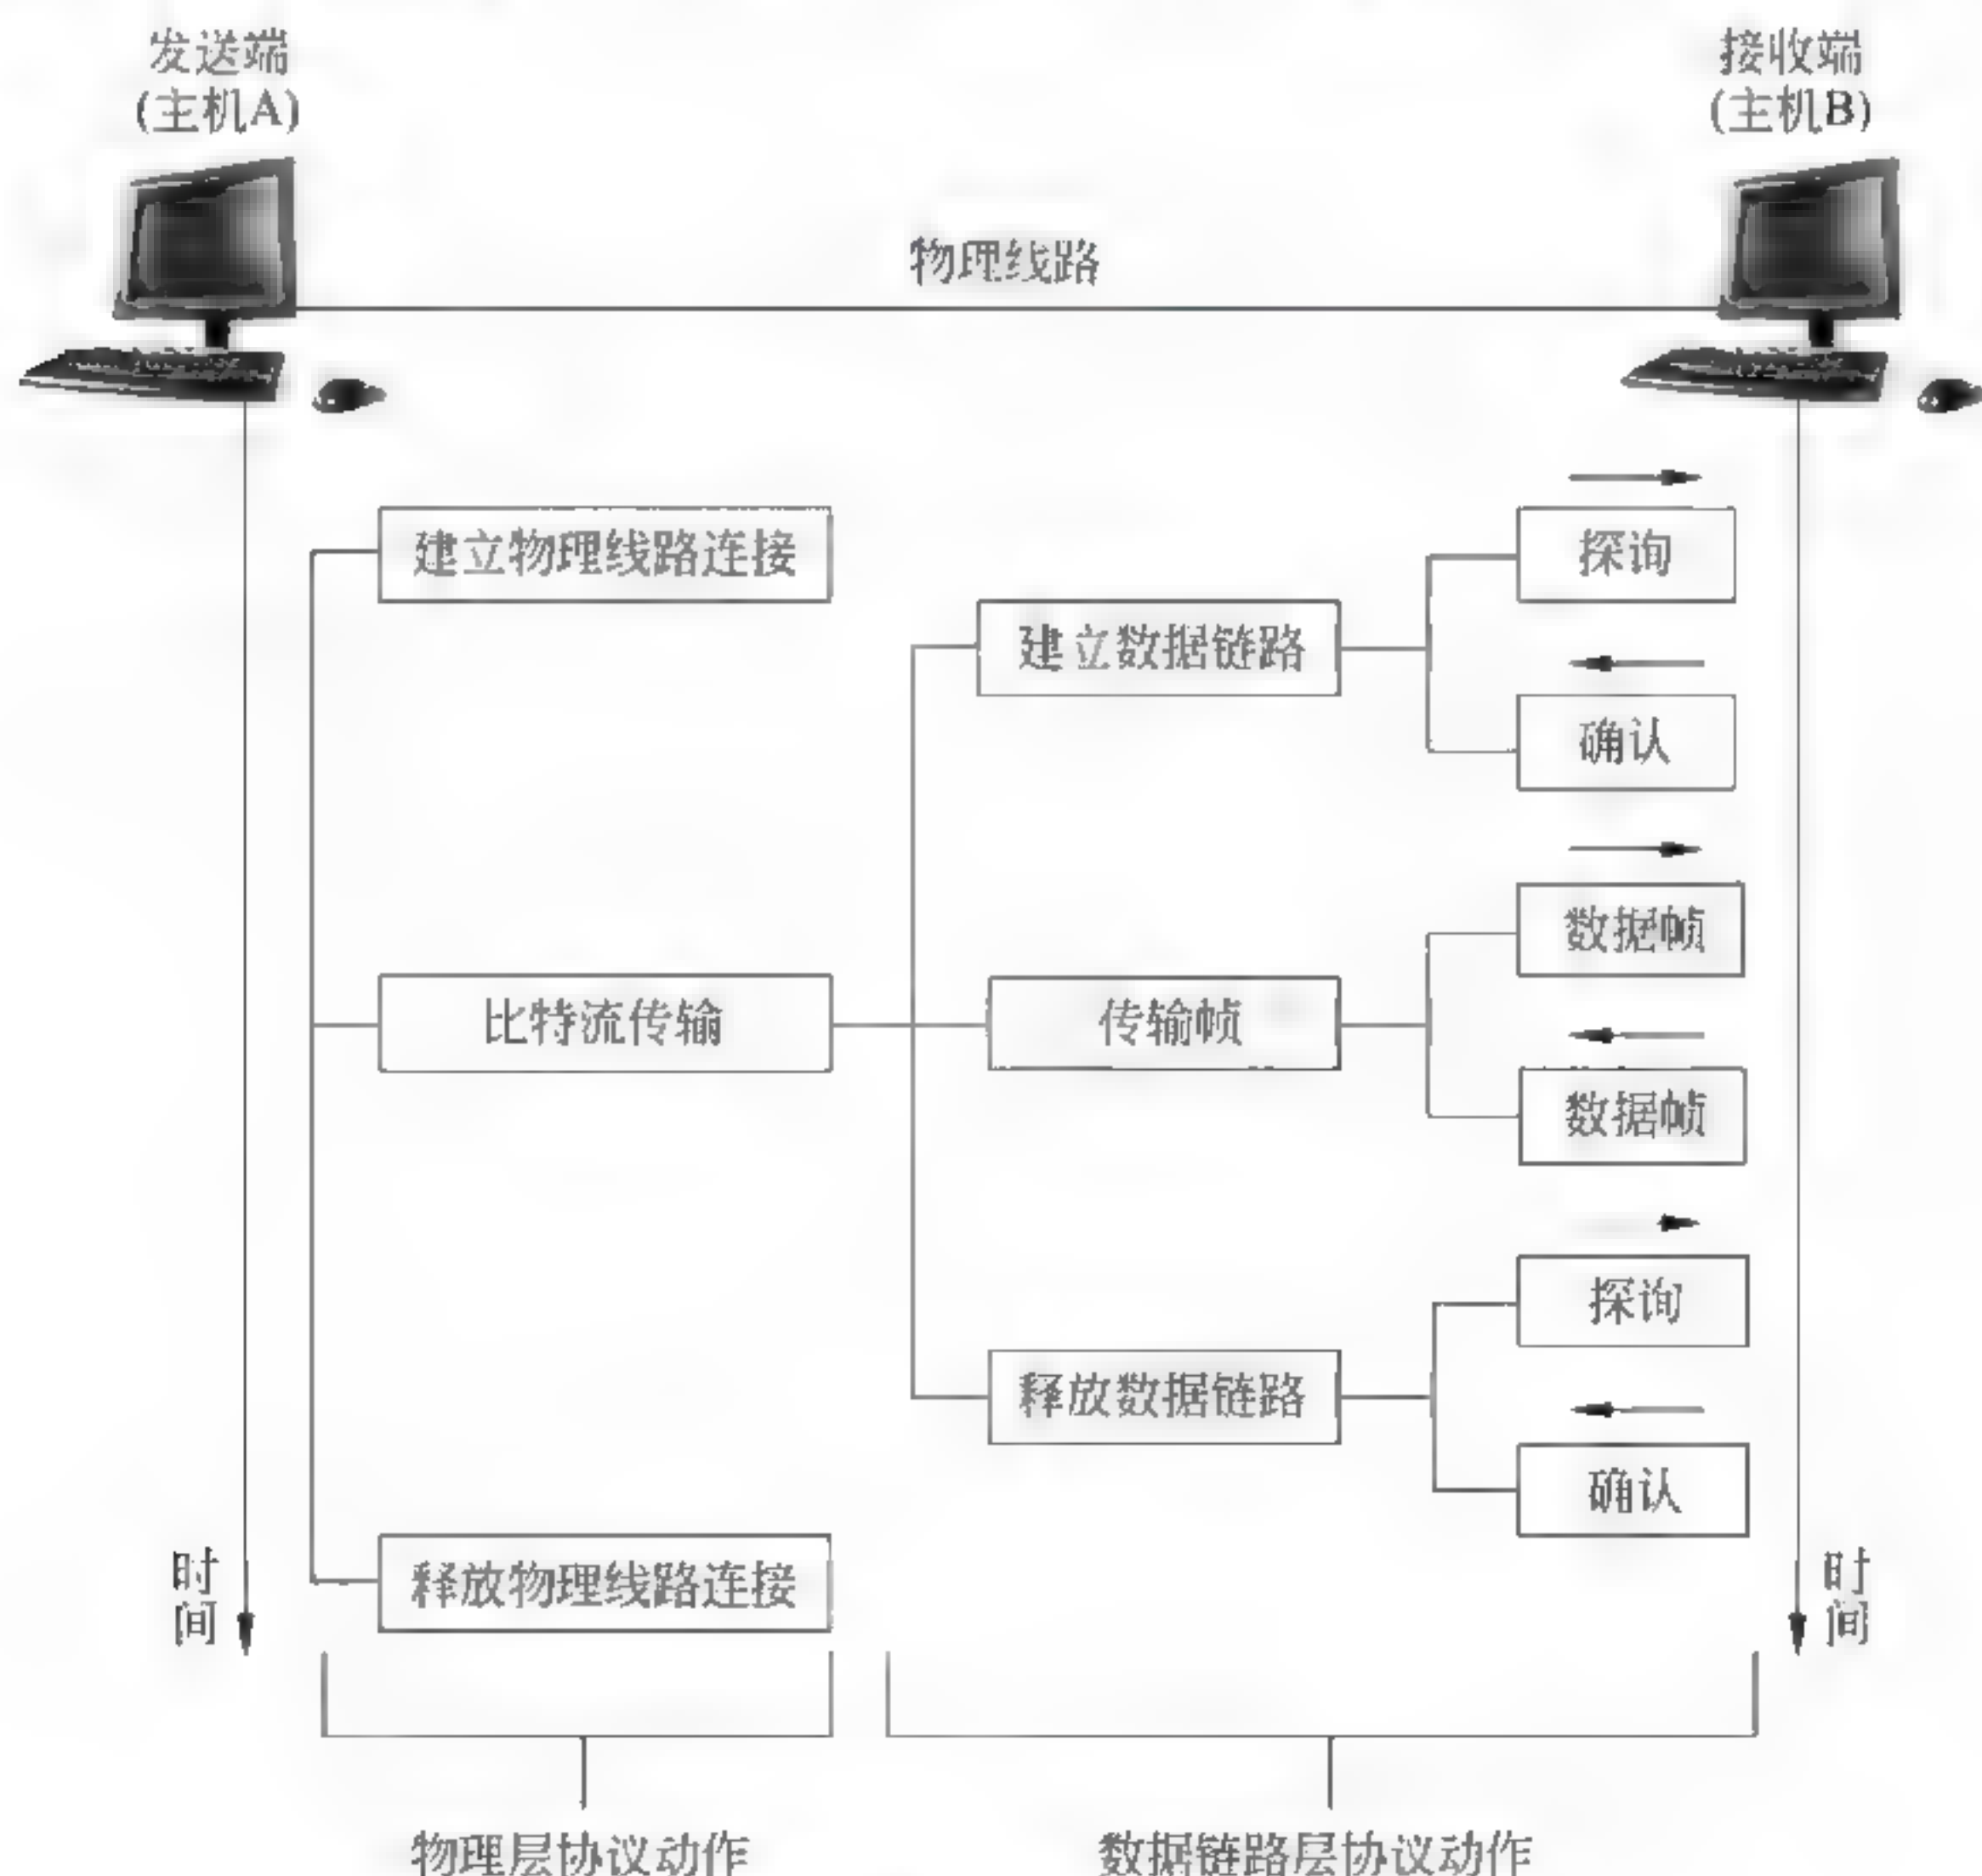 发送端
(主机A)
接收端
(主机B)
物理线路
建立物理线路连接
探询
建立数据链路
确认
数据帧
比特流传输
传输帧
数据帧
探询
释放数据链路
确认
释放物理线路连接
时间
时间
物理层协议动作
数据链路层协议动作